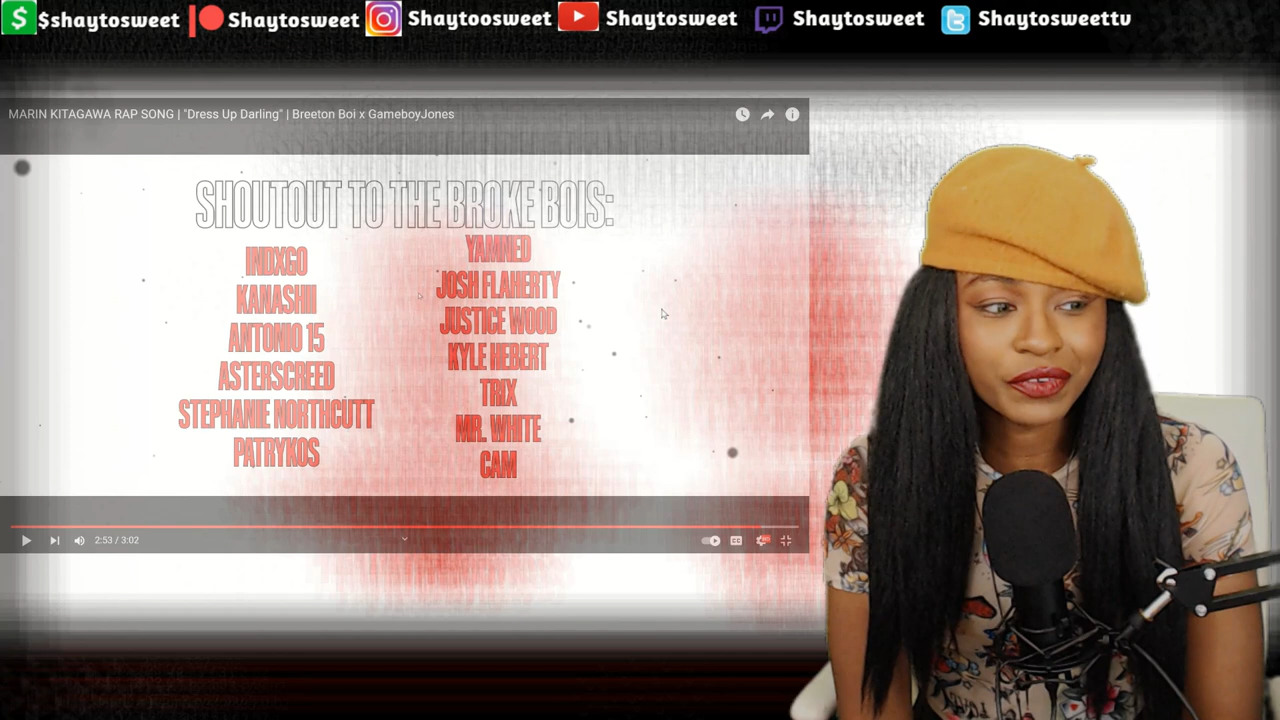 $shaytosweet Shaytosweet Shaytoosweet Shaytosweet Shaytosweet Shaytosweettv
MARIN KITAGAWA RAP SONG | "Dress Up Darling" | Breeton Boi x GameboyJones
SHOUTOUT TO THE BROKE BOIS:
INDXGO
KANASHII
ANTONIO 15
ASTERSCREED
STEPHANIE NORTHCUTT
PATRYKOS
YAMNED
JOSH FLAHERTY
JUSTICE WOOD
KYLE HEBERT
TRIX
MR. WHITE
CAM
2:53 / 3:02